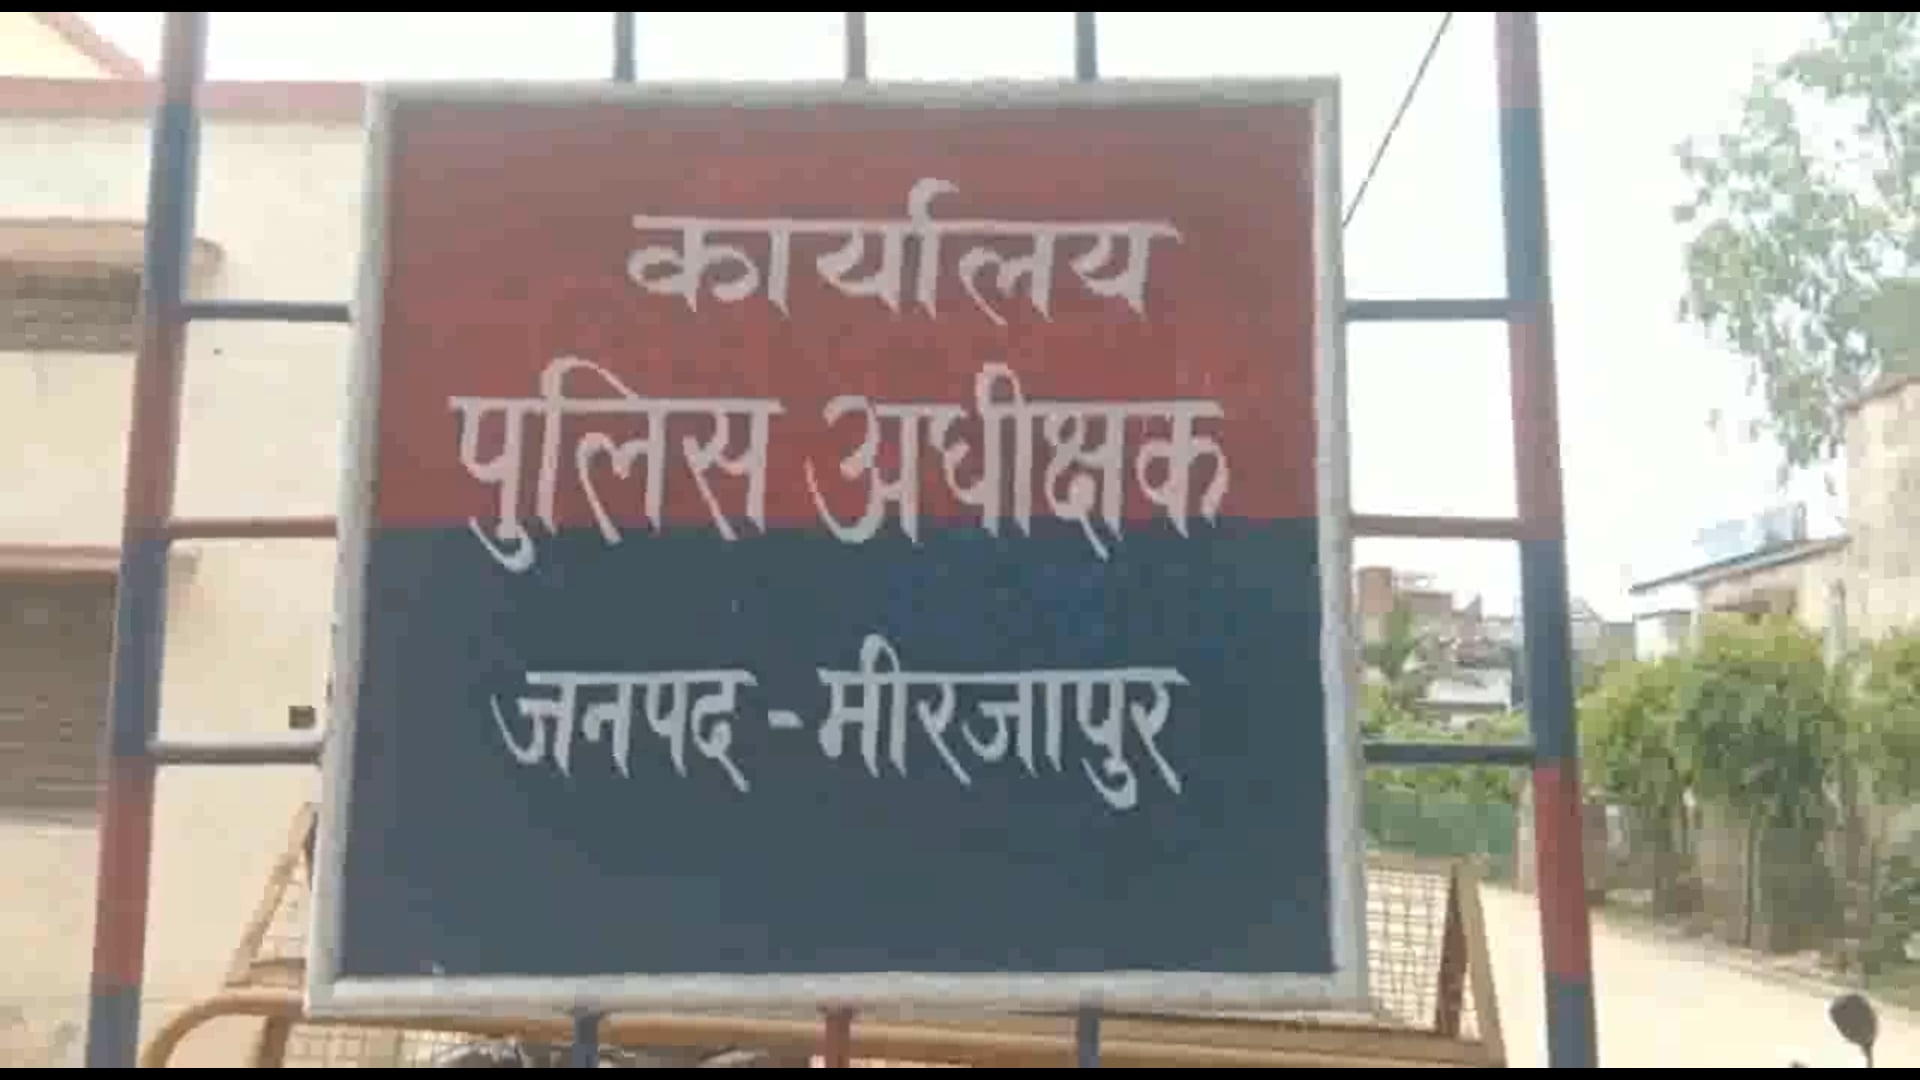 कार्यालय
पुलिस अधीक्षक
जनपद - मीरजापुर